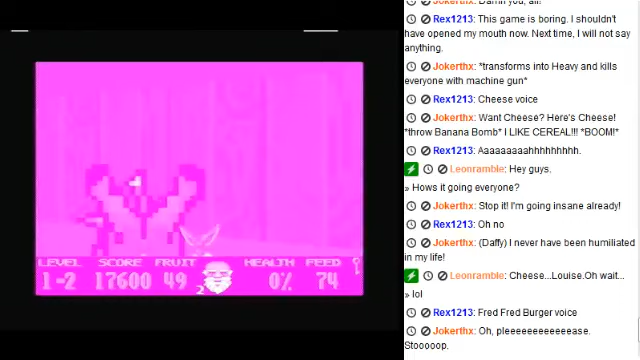 LEVEL SCORE FRUIT HEALTH FEED
1-2 17600 49 2 0% 74
Jokerthx: Damn you, all!
Rex1213: This game is boring. I shouldn't
have opened my mouth now. Next time, I will not say
anything.
Jokerthx: *transforms into Heavy and kills
everyone with machine gun*
Rex1213: Cheese voice
Jokerthx: Want Cheese? Here's Cheese!
*throw Banana Bomb* I LIKE CEREAL!!! *BOOM!*
Rex1213: Aaaaaaaahhhhhhhhh.
Leonramble: Hey guys.
» Hows it going everyone?
Jokerthx: Stop it! I'm going insane already!
Rex1213: Oh no
Jokerthx: (Daffy) I never have been humiliated
in my life!
Leonramble: Cheese...Louise.Oh wait...
» lol
Rex1213: Fred Fred Burger voice
Jokerthx: Oh, pleeeeeeeeeeease.
Stooooop.